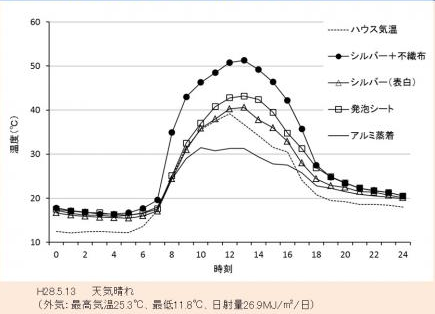 60
50
40
30
20
10
温度(℃)
0 2 4 6 8 10 12 14 16 18 20 22 24
時刻
ハウス気温
シルバー＋不織布
シルバー(表白)
発泡シート
アルミ蒸着
H28.5.13 天気晴れ
(外気:最高気温25.3℃、最低11.8℃、日射量26.9MJ/㎡/日)